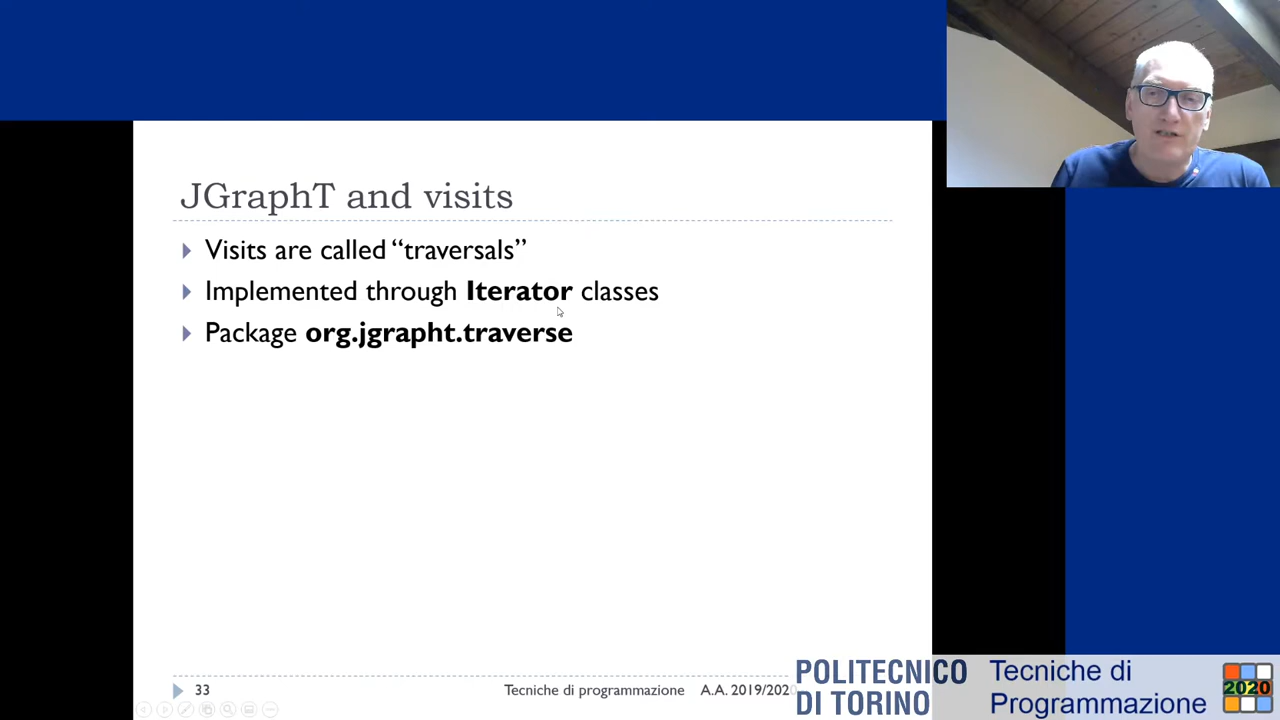 JGraphT and visits
Visits are called “traversals”
Implemented through Iterator classes
Package org.jgrapht.traverse
33
Tecniche di programmazione A.A. 2019/2020
POLITECNICO
DI TORINO
Tecniche di
Programmazione
2020